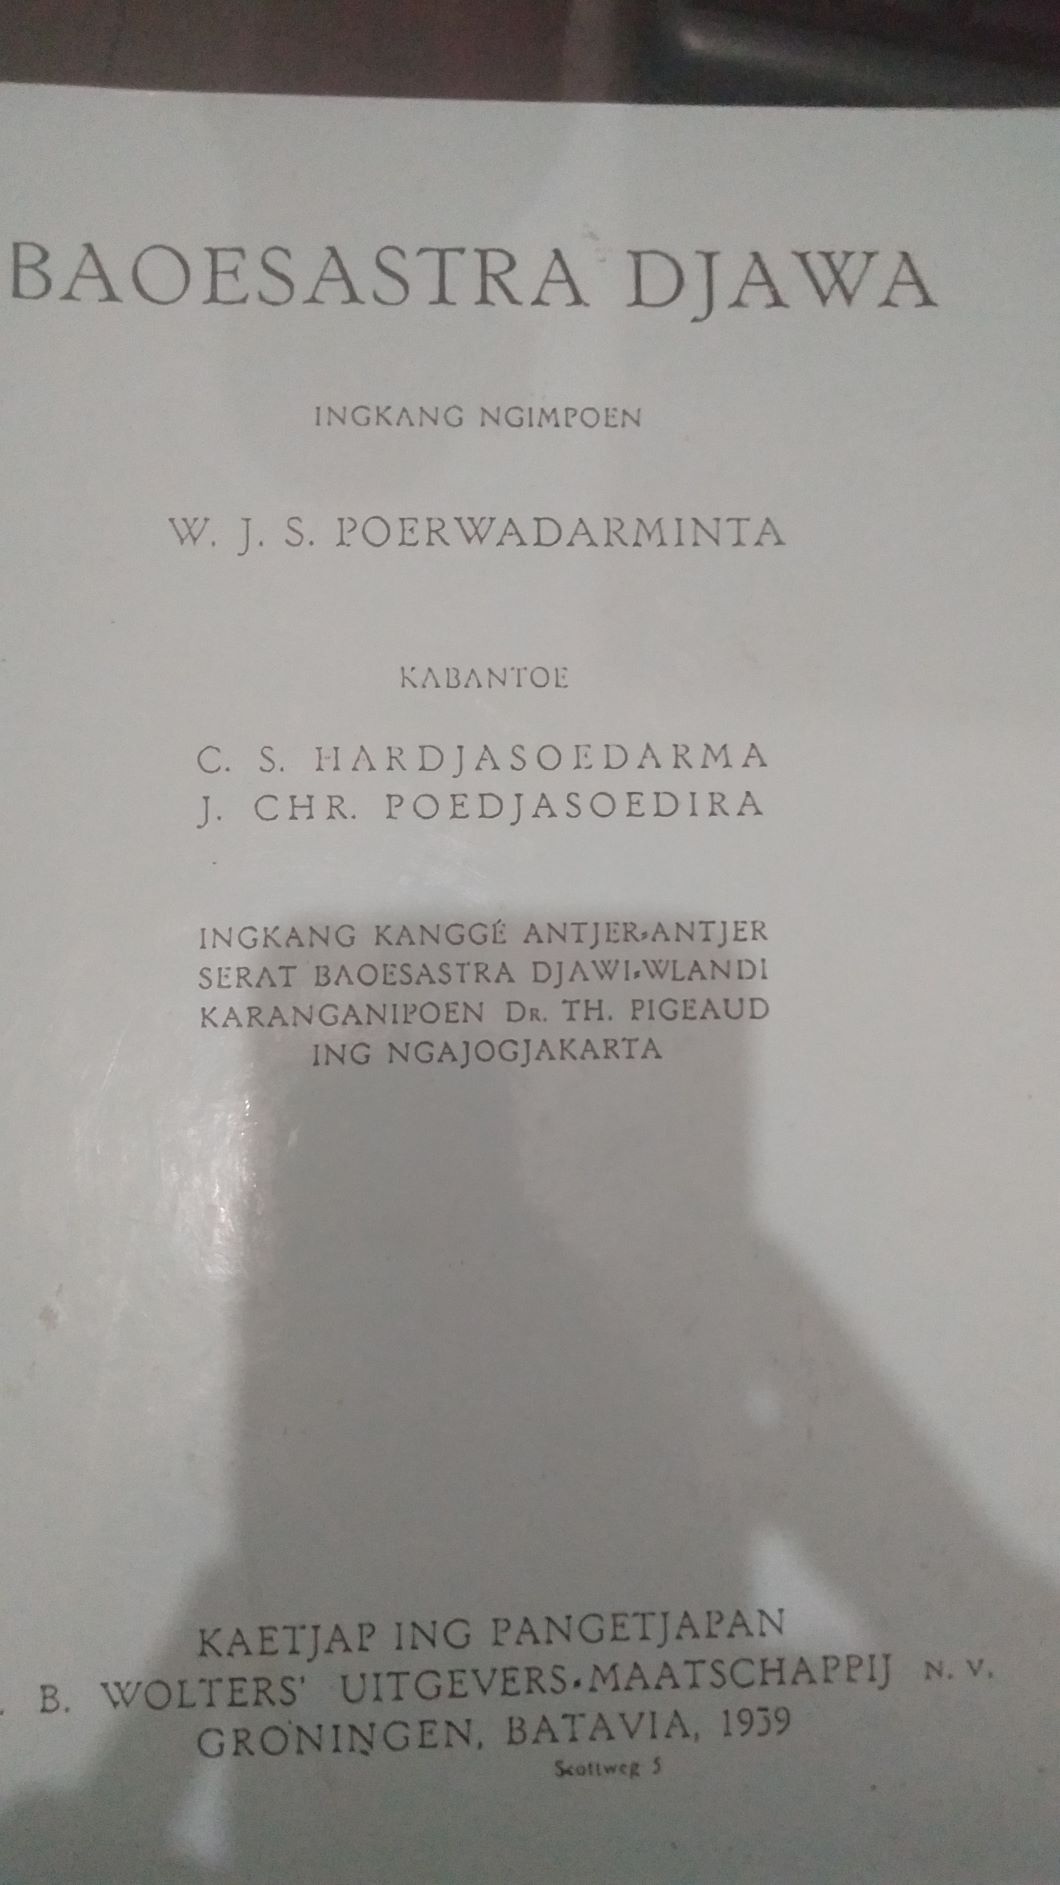 BAOESASTRA DJAWA
INGKANG NGIMPOEN
W. J. S. POERWADARMINTA
KABANTOE
C. S. HARDJASOEDARMA
J. CHR. POEDJASOEDIRA
INGKANG KANGGÉ ANTJER-ANTJER
SERAT BAOESASTRA DJAWI-WLANDI
KARANGANIPOEN DR. TH. PIGEAUD
ING NGAJOGJAKARTA
KAETJAP ING PANGETJAPAN
. B. WOLTERS' UITGEVERS-MAATSCHAPPIJ N. V.
GRONINGEN, BATAVIA, 1939
Scottweg 5